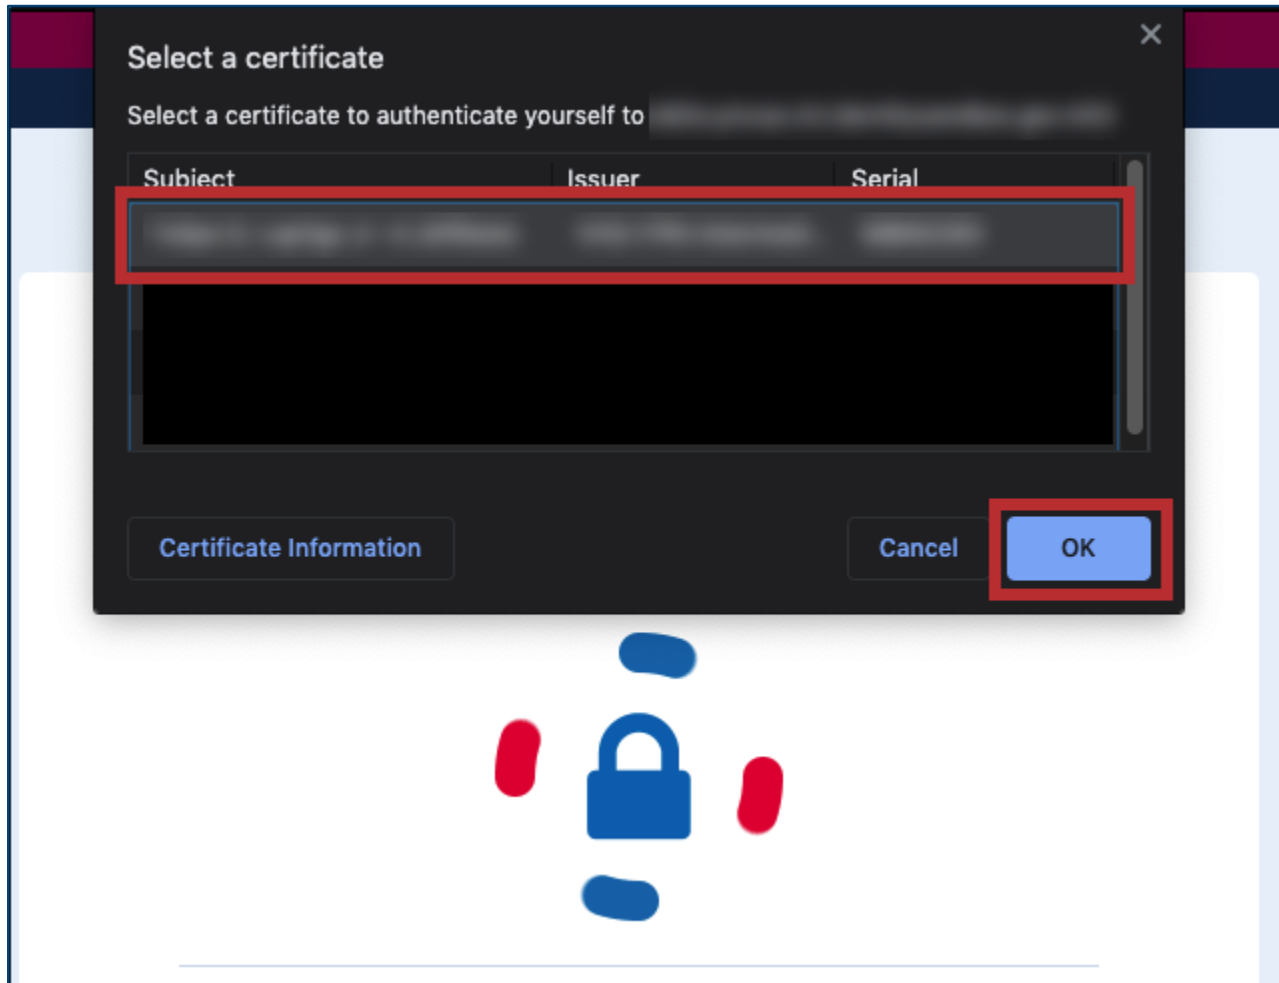 Select a certificate
Select a certificate to authenticate yourself to
Subject Issuer Serial
Certificate Information Cancel OK